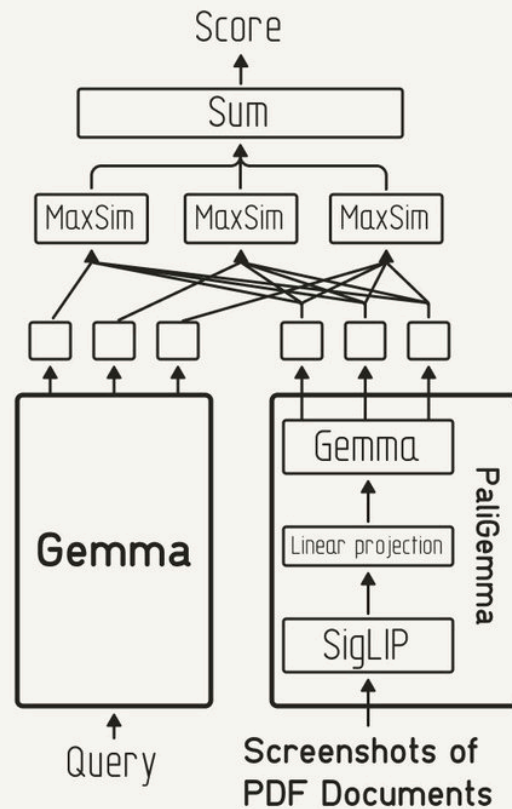 Score
Sum
MaxSim MaxSim MaxSim
Gemma
Gemma
Linear projection
SigLIP
PaliGemma
Query
Screenshots of
PDF Documents